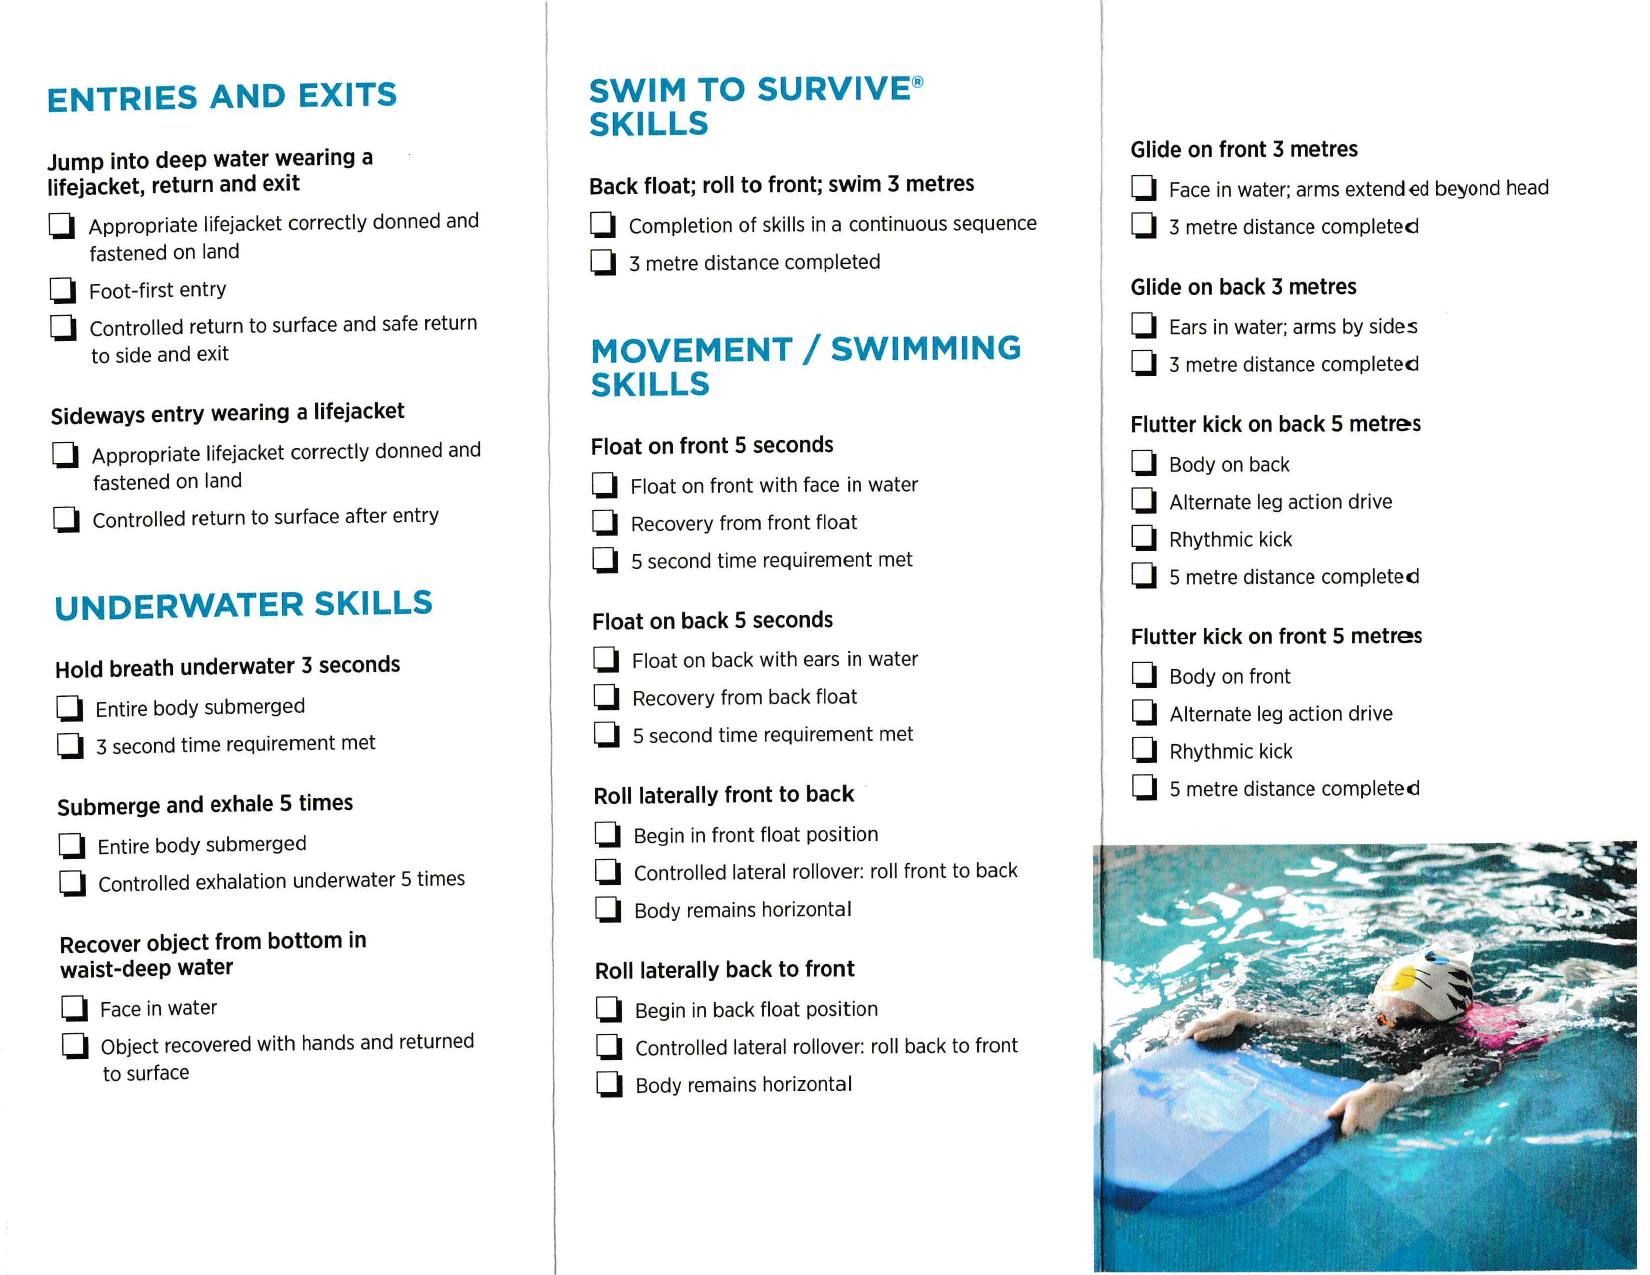 ENTRIES AND EXITS
Jump into deep water wearing a
lifejacket, return and exit
Appropriate lifejacket correctly donned and
fastened on land
Foot-first entry
Controlled return to surface and safe return
to side and exit
Sideways entry wearing a lifejacket
Appropriate lifejacket correctly donned and
fastened on land
Controlled return to surface after entry
UNDERWATER SKILLS
Hold breath underwater 3 seconds
Entire body submerged
3 second time requirement met
Submerge and exhale 5 times
Entire body submerged
Controlled exhalation underwater 5 times
Recover object from bottom in
waist-deep water
Face in water
Object recovered with hands and returned
to surface
SWIM TO SURVIVE®
SKILLS
Back float; roll to front; swim 3 metres
Completion of skills in a continuous sequence
3 metre distance completed
MOVEMENT / SWIMMING
SKILLS
Float on front 5 seconds
Float on front with face in water
Recovery from front float
5 second time requirement met
Float on back 5 seconds
Float on back with ears in water
Recovery from back float
5 second time requirement met
Roll laterally front to back
Begin in front float position
Controlled lateral rollover: roll front to back
Body remains horizontal
Roll laterally back to front
Begin in back float position
Controlled lateral rollover: roll back to front
Body remains horizontal
Glide on front 3 metres
Face in water; arms extended beyond head
3 metre distance completed
Glide on back 3 metres
Ears in water; arms by sides
3 metre distance completed
Flutter kick on back 5 metres
Body on back
Alternate leg action drive
Rhythmic kick
5 metre distance completed
Flutter kick on front 5 metres
Body on front
Alternate leg action drive
Rhythmic kick
5 metre distance completed